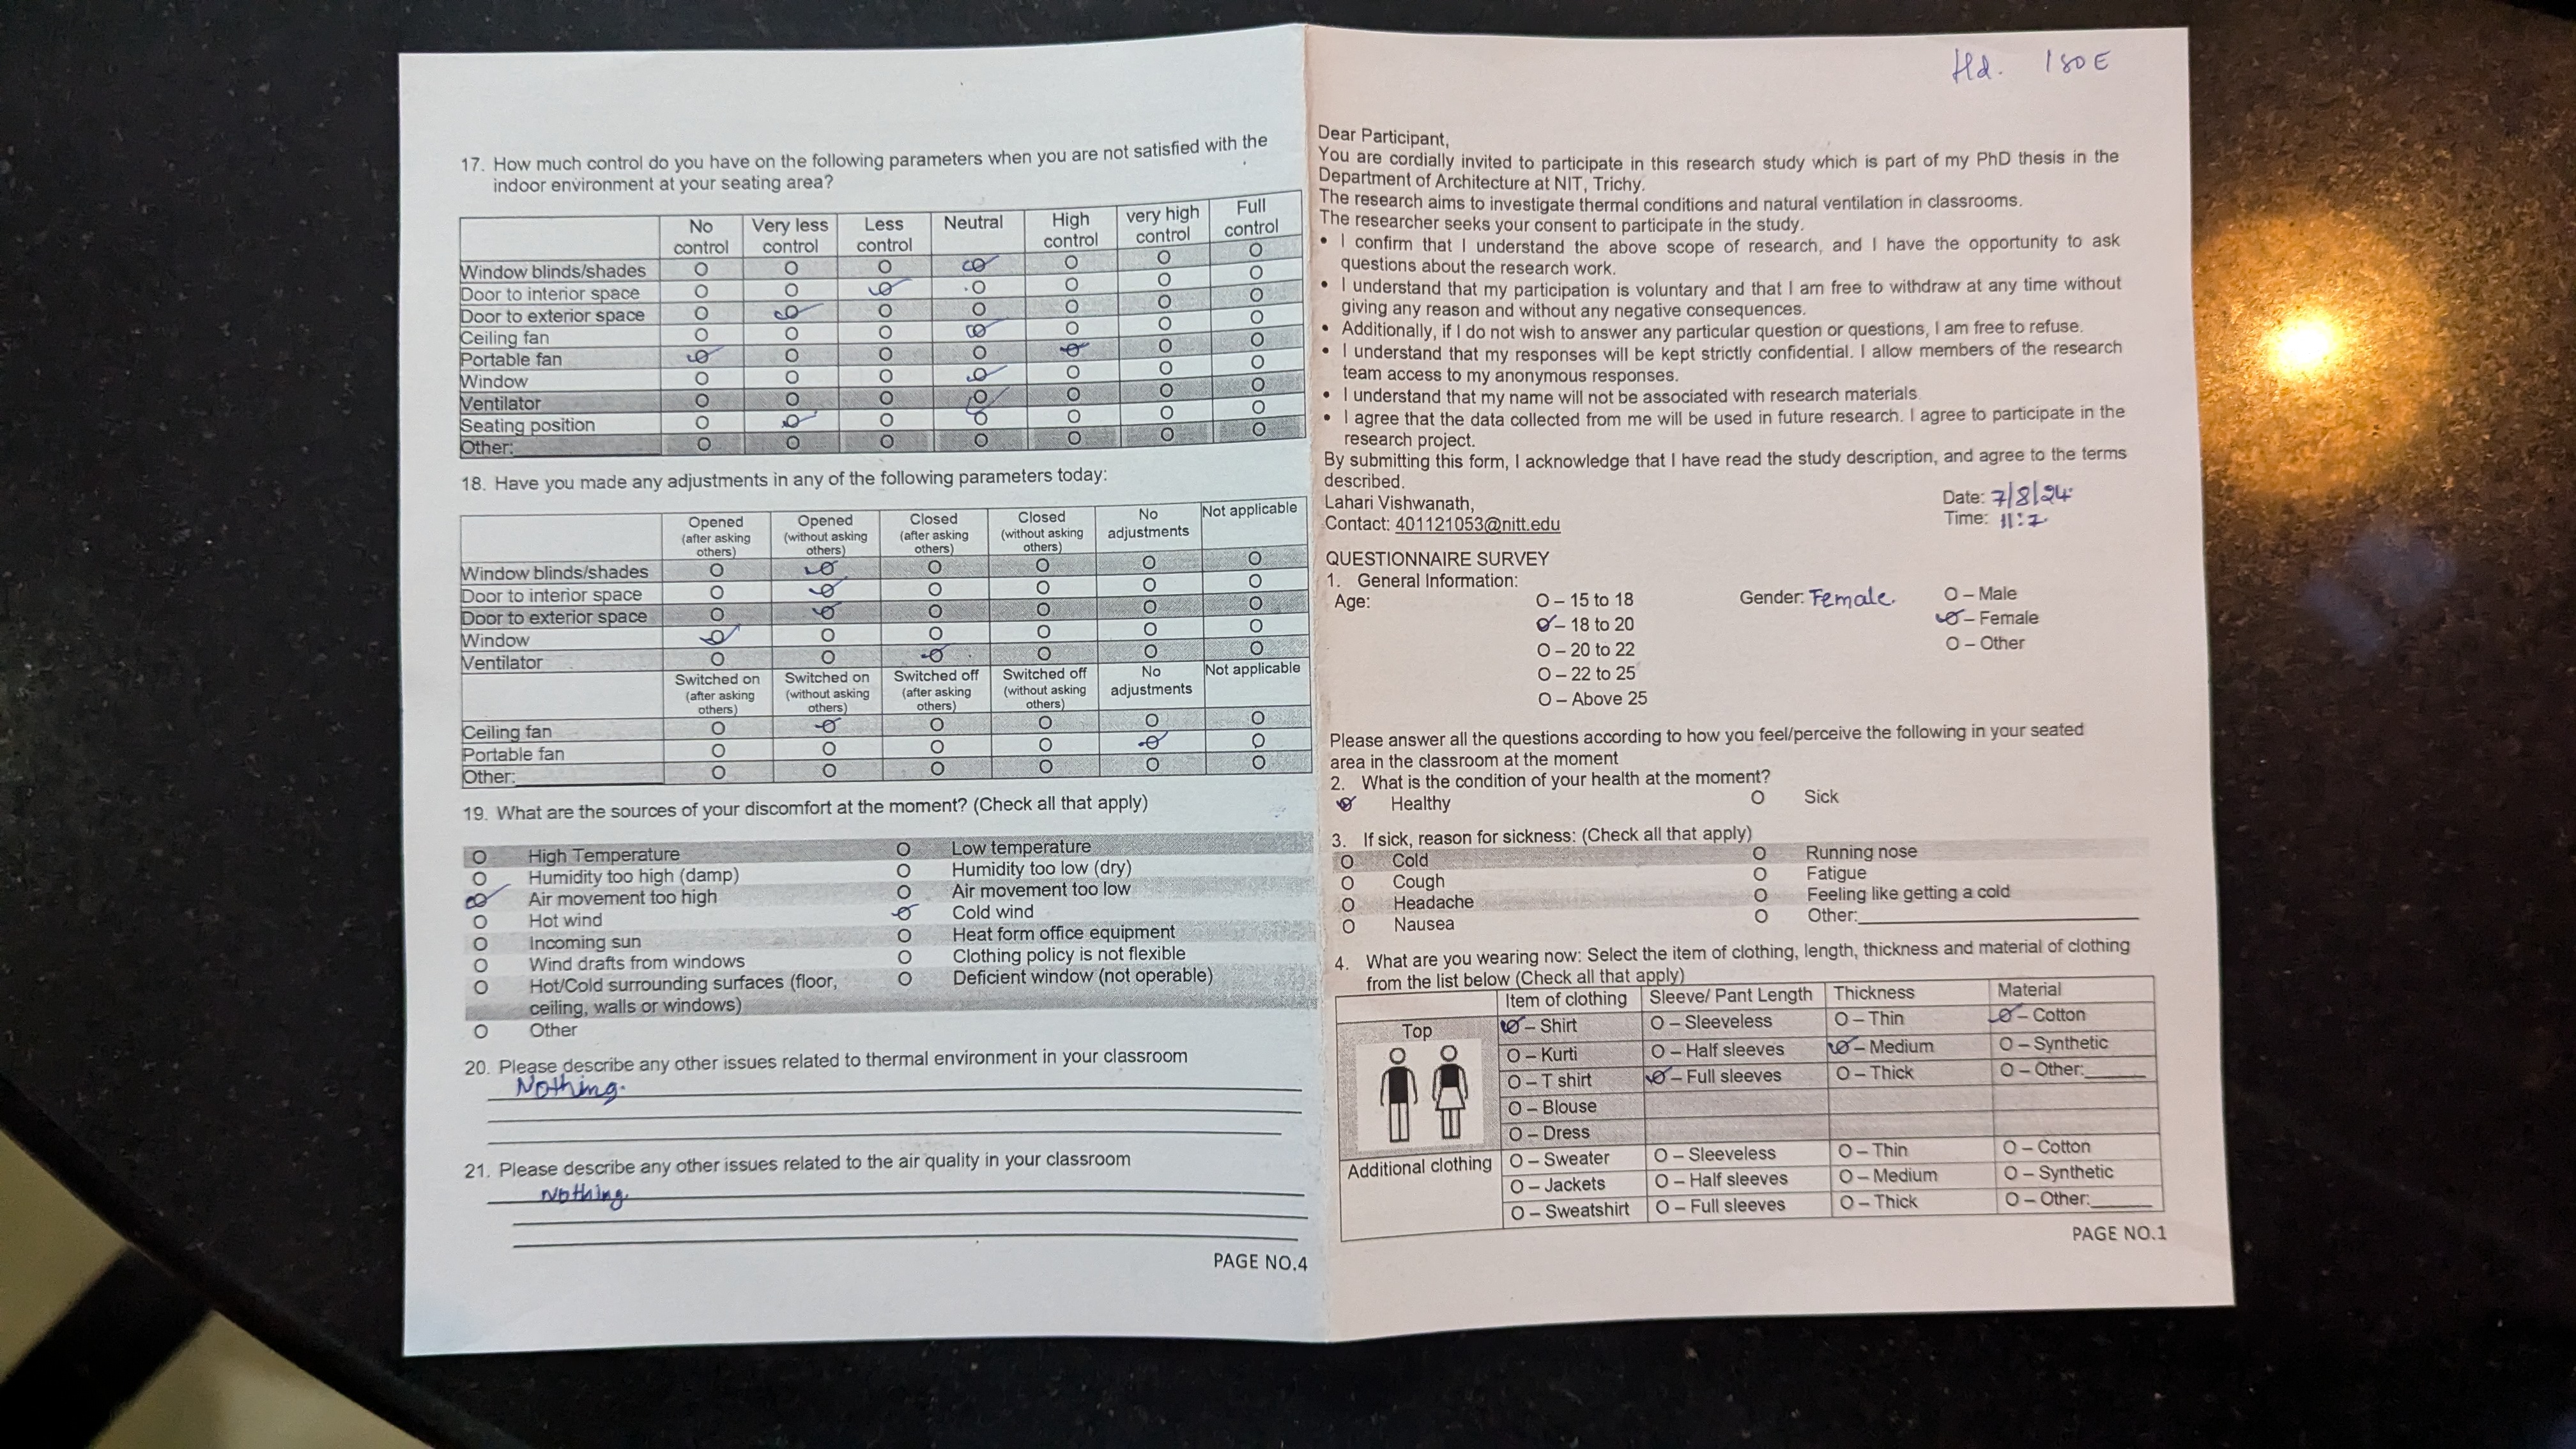 17. How much control do you have on the following parameters when you are not satisfied with the
indoor environment at your seating area?
No control | Very less control | Less control | Neutral | High control | very high control | Full control
Window blinds/shades O O O O O O O
Door to interior space O O O O O O O
Door to exterior space O O O O O O O
Ceiling fan O O O O O O O
Portable fan O O O O O O O
Window O O O O O O O
Ventilator O O O O O O O
Seating position O O O O O O O
Other: O O O O O O O
18. Have you made any adjustments in any of the following parameters today:
Opened (after asking others) | Opened (without asking others) | Closed (after asking others) | Closed (without asking others) | No adjustments | Not applicable
Window blinds/shades O O O O O O
Door to interior space O O O O O O
Door to exterior space O O O O O O
Window O O O O O O
Ventilator O O O O O O
Switched on (after asking others) | Switched on (without asking others) | Switched off (after asking others) | Switched off (without asking others) | No adjustments | Not applicable
Ceiling fan O O O O O O
Portable fan O O O O O O
Other:________ O O O O O O
19. What are the sources of your discomfort at the moment? (Check all that apply)
O High Temperature O Low temperature
O Humidity too high (damp) O Humidity too low (dry)
O Air movement too high O Air movement too low
O Hot wind O Cold wind
O Incoming sun O Heat form office equipment
O Wind drafts from windows O Clothing policy is not flexible
O Hot/Cold surrounding surfaces (floor, O Deficient window (not operable)
ceiling, walls or windows)
O Other
20. Please describe any other issues related to thermal environment in your classroom
Nothing.
21. Please describe any other issues related to the air quality in your classroom
Nothing.
PAGE NO.4
Dear Participant,
You are cordially invited to participate in this research study which is part of my PhD thesis in the
Department of Architecture at NIT, Trichy.
The research aims to investigate thermal conditions and natural ventilation in classrooms.
The researcher seeks your consent to participate in the study.
• I confirm that I understand the above scope of research, and I have the opportunity to ask
questions about the research work.
• I understand that my participation is voluntary and that I am free to withdraw at any time without
giving any reason and without any negative consequences.
• Additionally, if I do not wish to answer any particular question or questions, I am free to refuse.
• I understand that my responses will be kept strictly confidential. I allow members of the research
team access to my anonymous responses.
• I understand that my name will not be associated with research materials
• I agree that the data collected from me will be used in future research. I agree to participate in the
research project.
By submitting this form, I acknowledge that I have read the study description, and agree to the terms
described.
Lahari Vishwanath,
Contact: 401121053@nitt.edu
Date: 7/8/24
Time: 11:2
QUESTIONNAIRE SURVEY
1. General Information:
Age: O – 15 to 18 Gender: Female. O – Male
O – 18 to 20 O – Female
O – 20 to 22 O – Other
O – 22 to 25
O – Above 25
Please answer all the questions according to how you feel/perceive the following in your seated
area in the classroom at the moment
2. What is the condition of your health at the moment?
O Healthy O Sick
3. If sick, reason for sickness: (Check all that apply)
O Cold O Running nose
O Cough O Fatigue
O Headache O Feeling like getting a cold
O Nausea O Other:________
4. What are you wearing now: Select the item of clothing, length, thickness and material of clothing
from the list below (Check all that apply)
Item of clothing | Sleeve/ Pant Length | Thickness | Material
Top O – Shirt O – Sleeveless O – Thin O – Cotton
O – Kurti O – Half sleeves O – Medium O – Synthetic
O – T shirt O – Full sleeves O – Thick O – Other:______
O – Blouse
O – Dress
Additional clothing O – Sweater O – Sleeveless O – Thin O – Cotton
O – Jackets O – Half sleeves O – Medium O – Synthetic
O – Sweatshirt O – Full sleeves O – Thick O – Other:______
PAGE NO.1